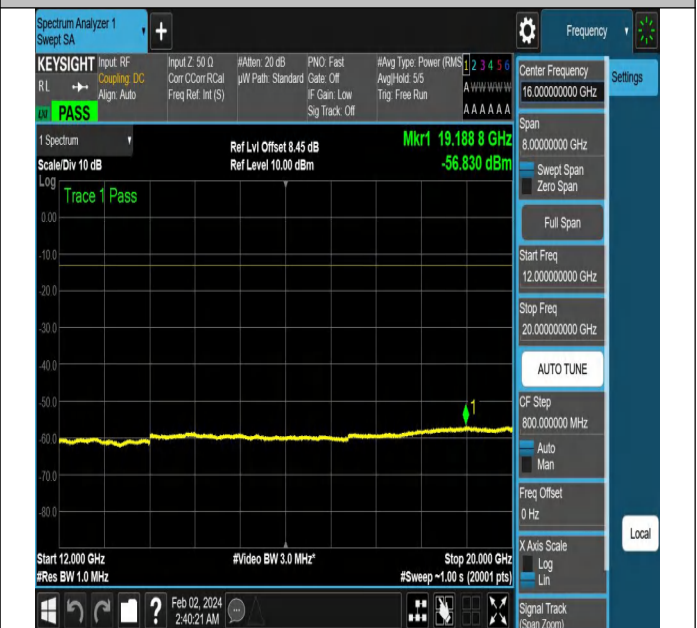 Spectrum Analyzer 1
Swept SA
Frequency
KEYSIGHT
RL
PASS
Input: RF
Coupling: DC
Align: Auto
Input Z: 50 Ω
Corr CCorr RCal
Freq Ref: Int (S)
#Atten: 20 dB
µW Path: Standard
PNO: Fast
Gate: Off
IF Gain: Low
Sig Track: Off
#Avg Type: Power (RMS
Avg|Hold: 5/5
Trig: Free Run
1 2 3 4 5 6
A W W W W W
A A A A A A
1 Spectrum
Scale/Div 10 dB
Log
Ref Lvl Offset 8.45 dB
Ref Level 10.00 dBm
Mkr1 19.188 8 GHz
-56.830 dBm
Trace 1 Pass
0.00
-10.0
-20.0
-30.0
-40.0
-50.0
-60.0
-70.0
-80.0
1
Start 12.000 GHz
#Res BW 1.0 MHz
#Video BW 3.0 MHz*
Stop 20.000 GHz
#Sweep ~1.00 s (20001 pts)
Feb 02, 2024
2:40:21 AM
Center Frequency
16.000000000 GHz
Settings
Span
8.00000000 GHz
Swept Span
Zero Span
Full Span
Start Freq
12.000000000 GHz
Stop Freq
20.000000000 GHz
AUTO TUNE
CF Step
800.000000 MHz
Auto
Man
Freq Offset
0 Hz
X Axis Scale
Log
Lin
Local
Signal Track
(Span Zoom)